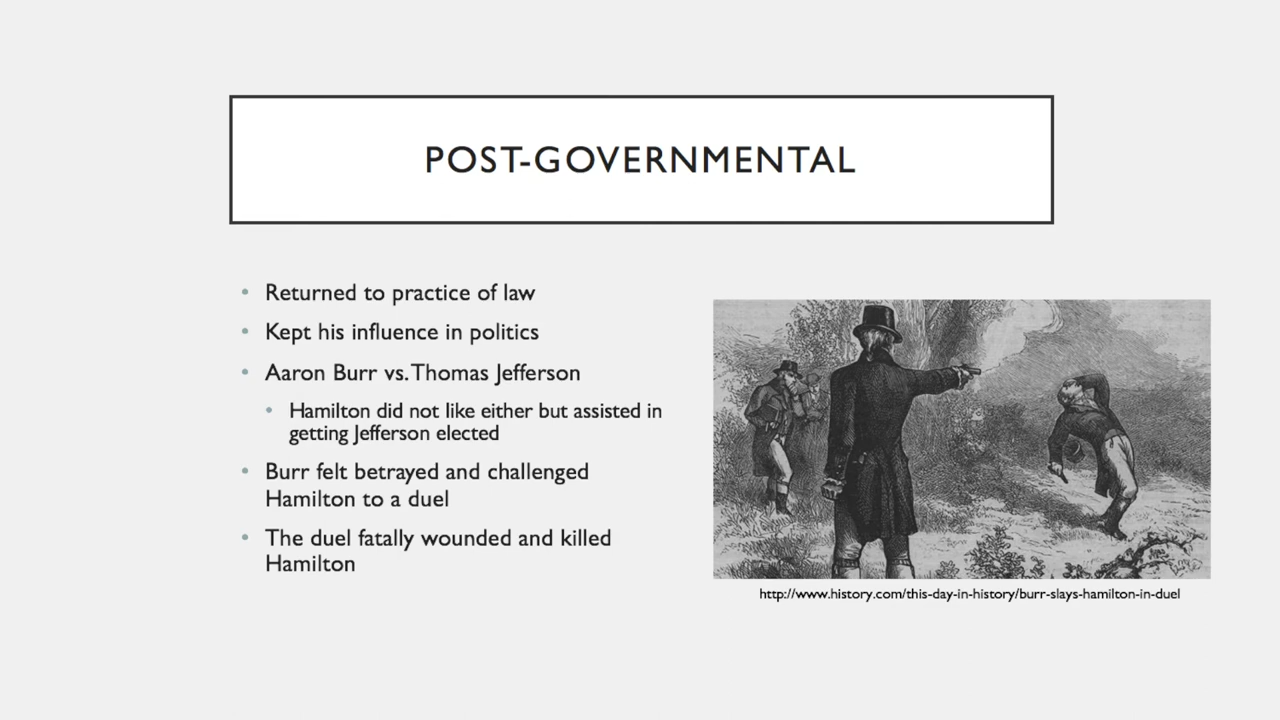 POST-GOVERNMENTAL
• Returned to practice of law
• Kept his influence in politics
• Aaron Burr vs. Thomas Jefferson
• Hamilton did not like either but assisted in
getting Jefferson elected
• Burr felt betrayed and challenged
Hamilton to a duel
• The duel fatally wounded and killed
Hamilton
http://www.history.com/this-day-in-history/burr-slays-hamilton-in-duel